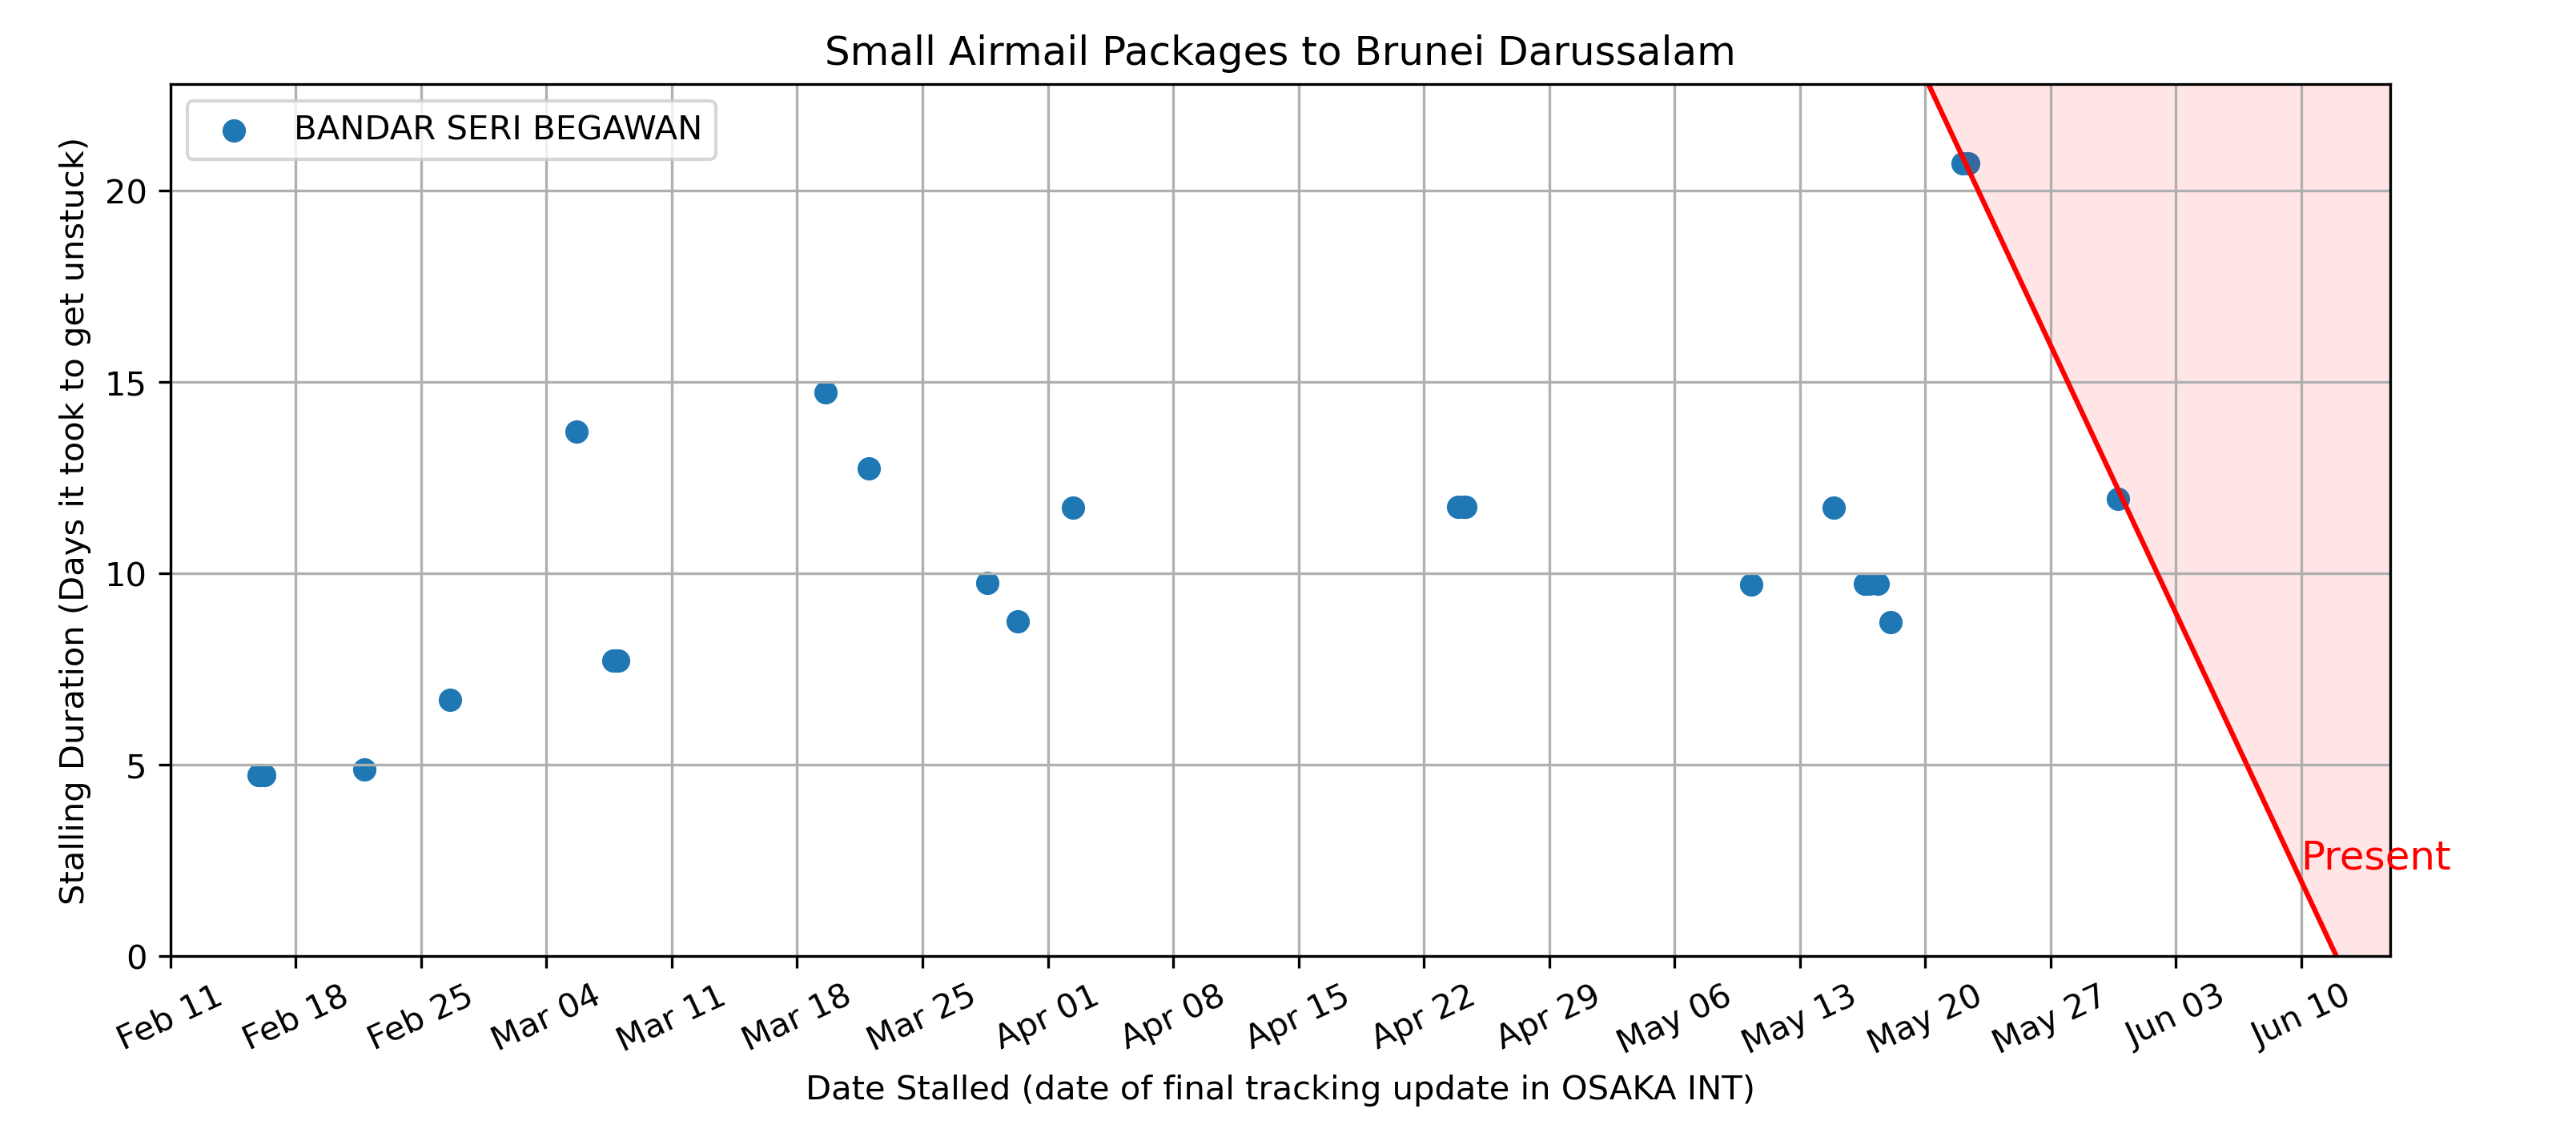 Small Airmail Packages to Brunei Darussalam
BANDAR SERI BEGAWAN
Stalling Duration (Days it took to get unstuck)
20
15
10
5
0
Present
Feb 11
Feb 18
Feb 25
Mar 04
Mar 11
Mar 18
Mar 25
Apr 01
Apr 08
Apr 15
Apr 22
Apr 29
May 06
May 13
May 20
May 27
Jun 03
Jun 10
Date Stalled (date of final tracking update in OSAKA INT)